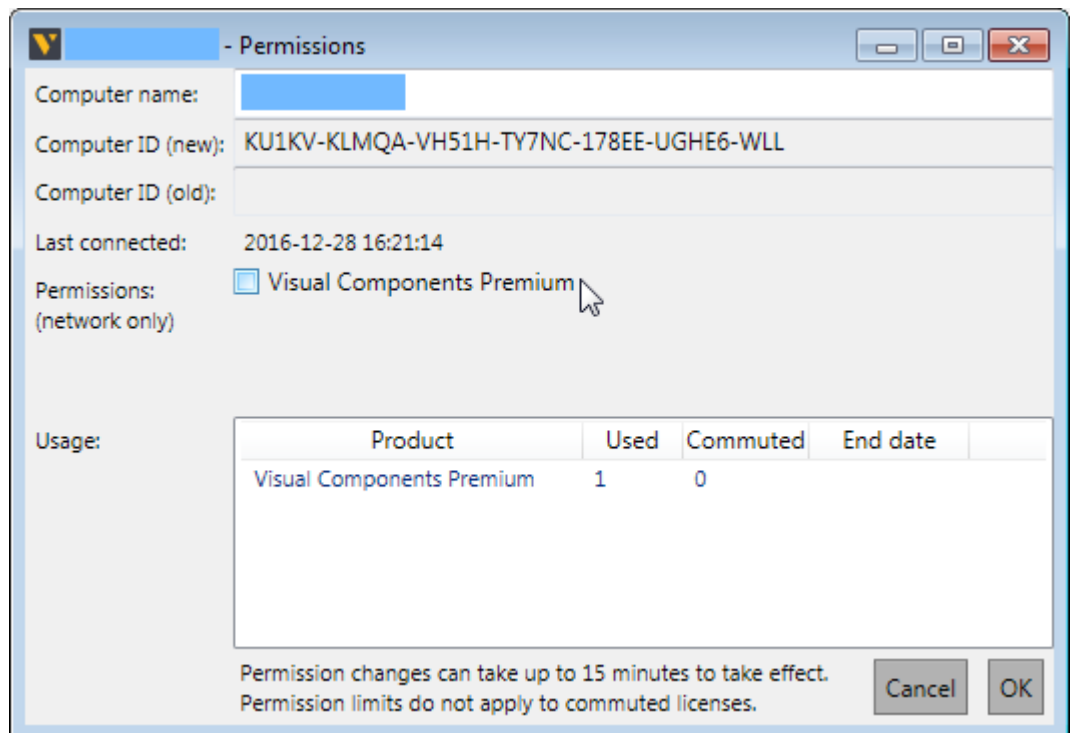 - Permissions
Computer name:
Computer ID (new): KU1KV-KLMQA-VH51H-TY7NC-178EE-UGHE6-WLL
Computer ID (old):
Last connected: 2016-12-28 16:21:14
Permissions: Visual Components Premium
(network only)
Usage: Product Used Commuted End date
Visual Components Premium 1 0
Permission changes can take up to 15 minutes to take effect.
Permission limits do not apply to commuted licenses.
Cancel OK